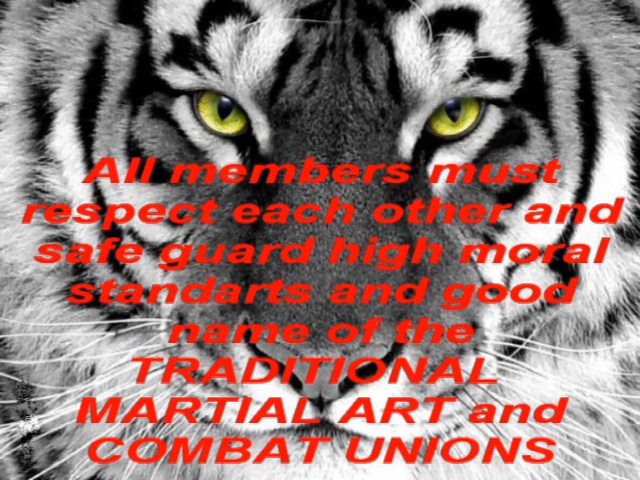 All members must
respect each other and
safe guard high moral
standarts and good
name of the
TRADITIONAL
MARTIAL ART and
COMBAT UNIONS